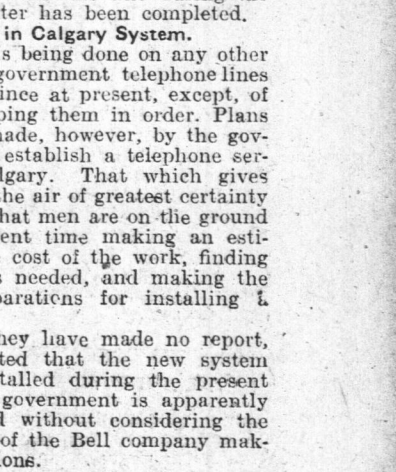 ter has been completed.
in Calgary System.
s being done on any other
government telephone lines
ince at present, except, of
ping them in order. Plans
nade, however, by the gov-
establish a telephone ser-
lgary. That which gives
he air of greatest certainty
hat men are on the ground
ent time making an esti-
cost of the work, finding
s needed, and making the
parations for installing
hey have made no report,
ted that the new system
talled during the present
government is apparently
l without considering the
of the Bell company mak-
ions.